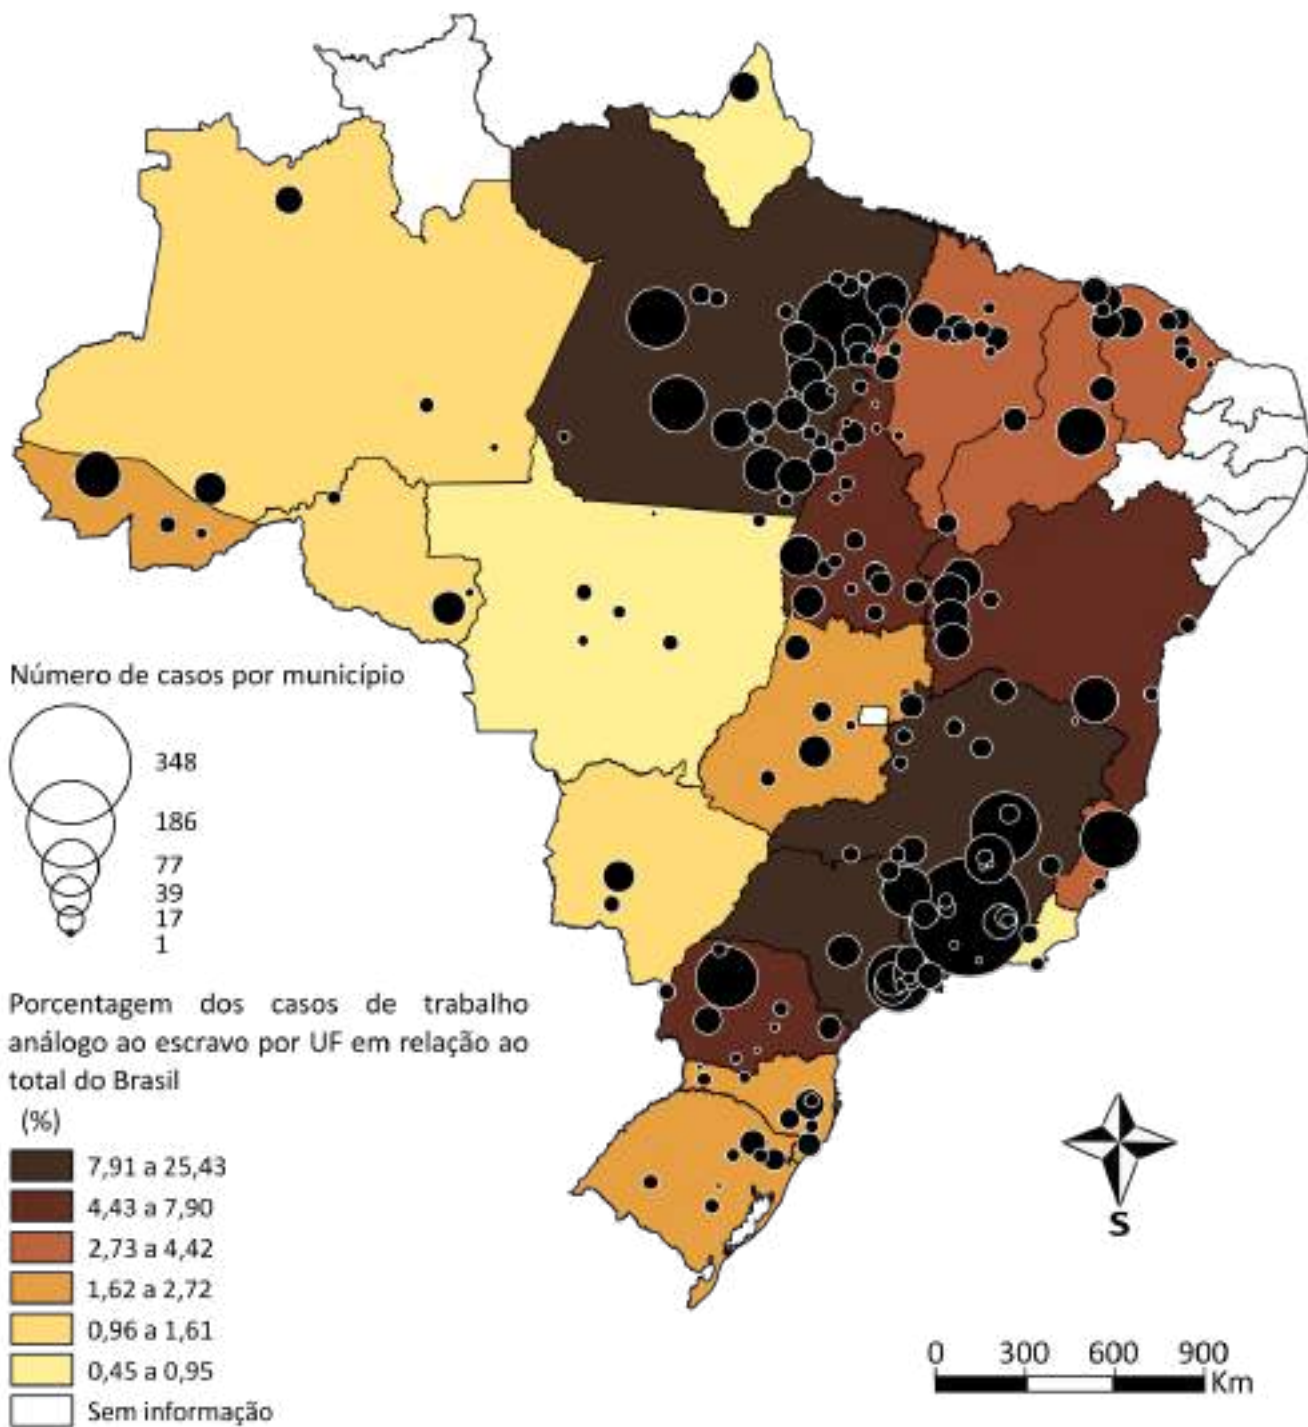 Número de casos por município
348
186
77
39
17
1
Porcentagem dos casos de trabalho
análogo ao escravo por UF em relação ao
total do Brasil
(%)
7,91 a 25,43
4,43 a 7,90
2,73 a 4,42
1,62 a 2,72
0,96 a 1,61
0,45 a 0,95
Sem informação
S
0 300 600 900
Km